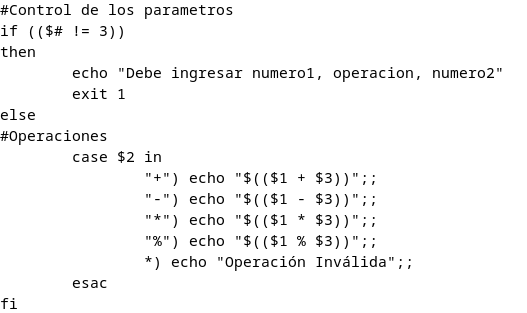 #Control de los parametros
if (($# != 3))
then
        echo "Debe ingresar numero1, operacion, numero2"
        exit 1
else
#Operaciones
        case $2 in
                "+") echo "$(($1 + $3))";;
                "-") echo "$(($1 - $3))";;
                "*") echo "$(($1 * $3))";;
                "%") echo "$(($1 % $3))";;
                *) echo "Operación Inválida";;
        esac
fi